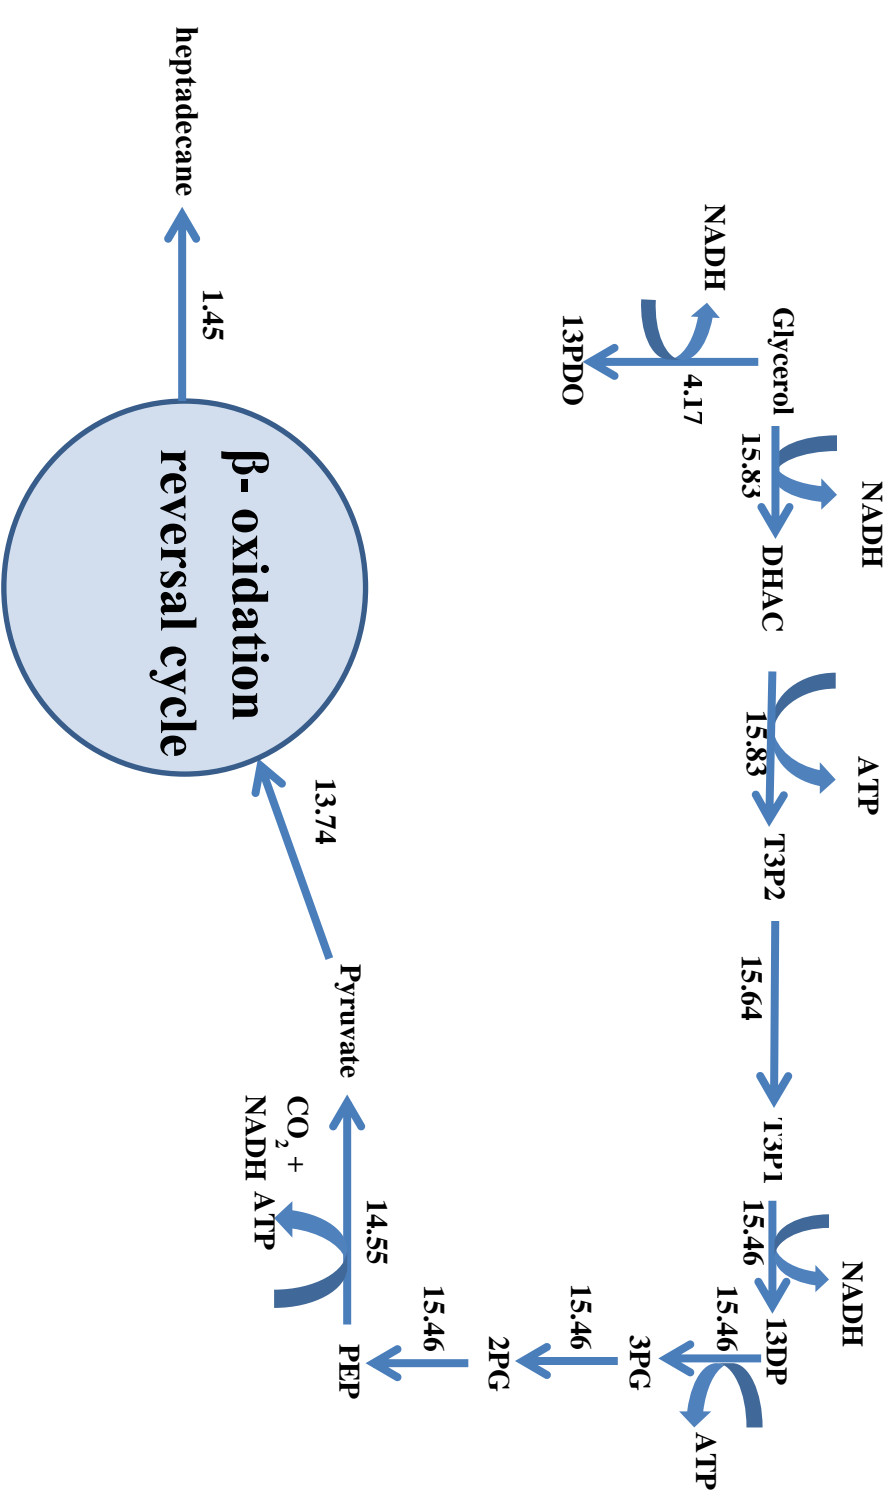 NADH
ATP
NADH
Glycerol
15.83
DHAC
15.83
T3P2
15.64
T3P1
15.46
13DP
NADH
4.17
13PDO
15.46
ATP
3PG
15.46
2PG
15.46
PEP
14.55
ATP
CO2 +
NADH
Pyruvate
13.74
β- oxidation
reversal cycle
1.45
heptadecane